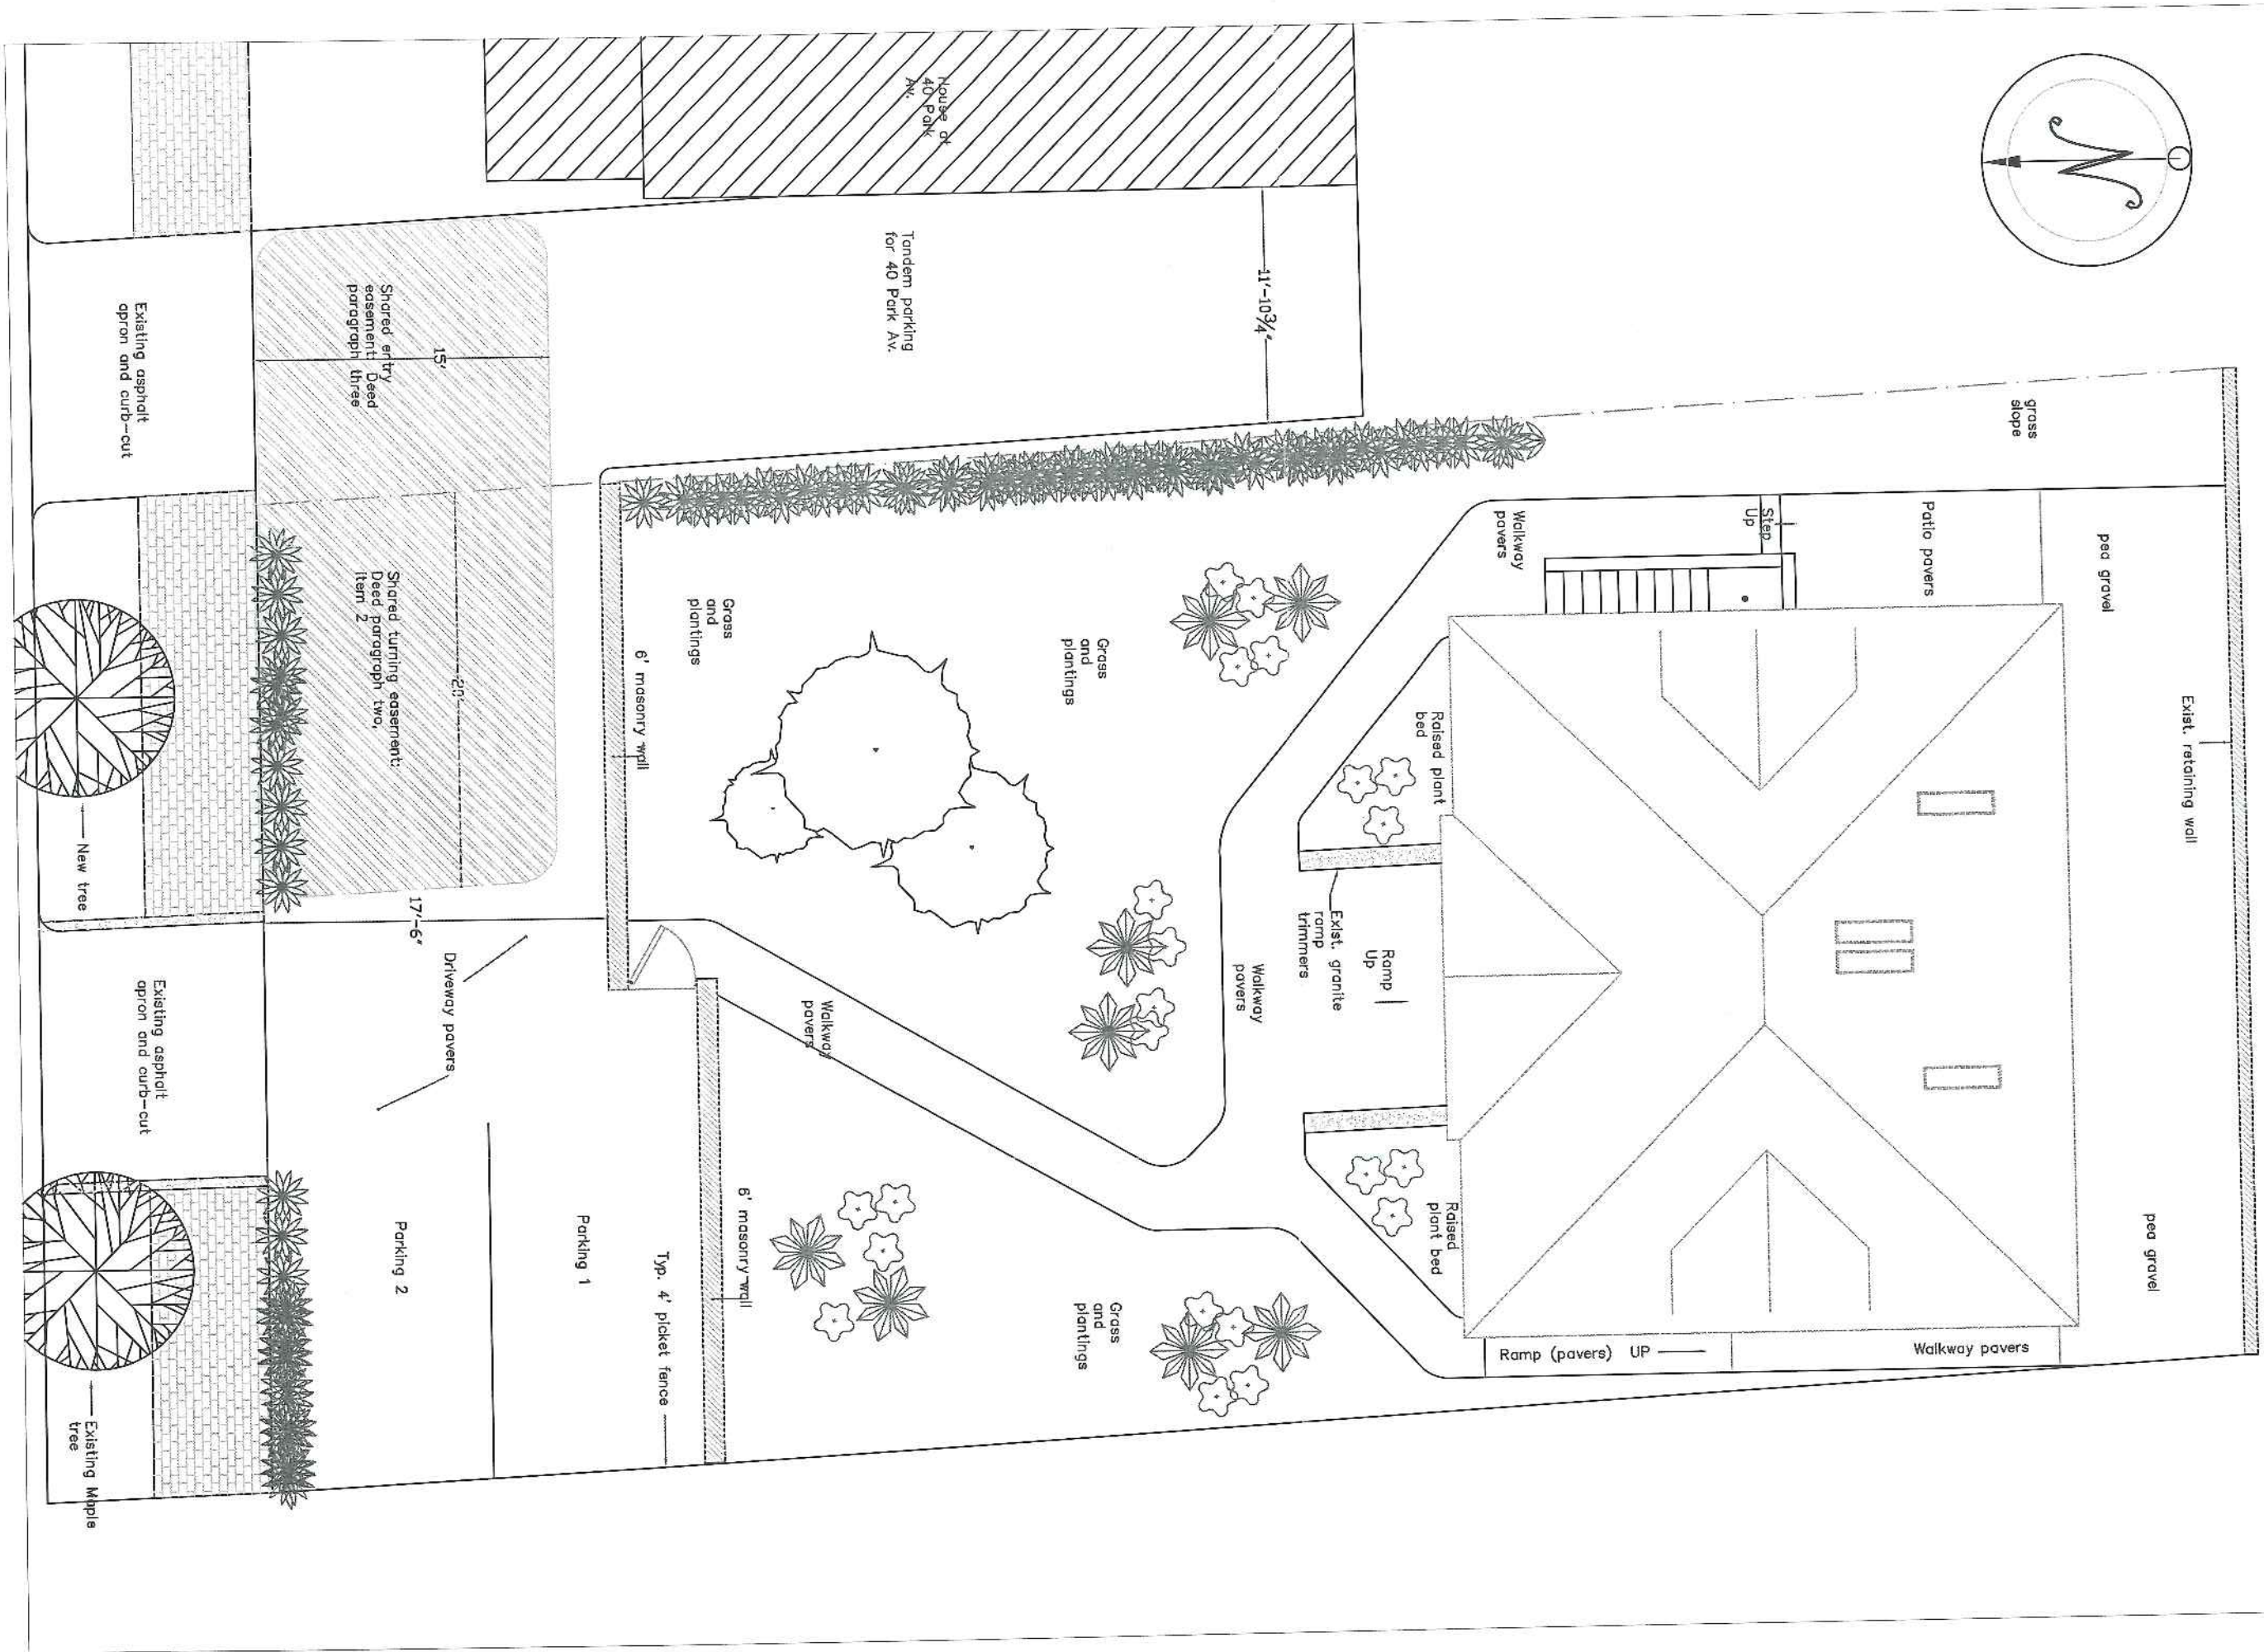 House at
40 Park
Av.
Tandem parking
for 40 Park Av.
11'-10¾"
N
grass
slope
Existing asphalt
apron and curb-cut
Shared entry
easement: Deed
paragraph three
15'
Shared turning easement:
Deed paragraph two,
item 2
20'
New tree
17'-6"
Driveway pavers
Existing asphalt
apron and curb-cut
Parking 2
Parking 1
Typ. 4' picket fence
Existing Maple
tree
6' masonry wall
6' masonry wall
Grass
and
plantings
Grass
and
plantings
Grass
and
plantings
Walkway
pavers
Walkway
pavers
Walkway
pavers
Step
Up
Patio pavers
pea gravel
Exist. retaining wall
Raised plant
bed
Exist. granite
ramp
trimmers
Ramp
Up
Raised
plant bed
pea gravel
Ramp (pavers) UP
Walkway pavers